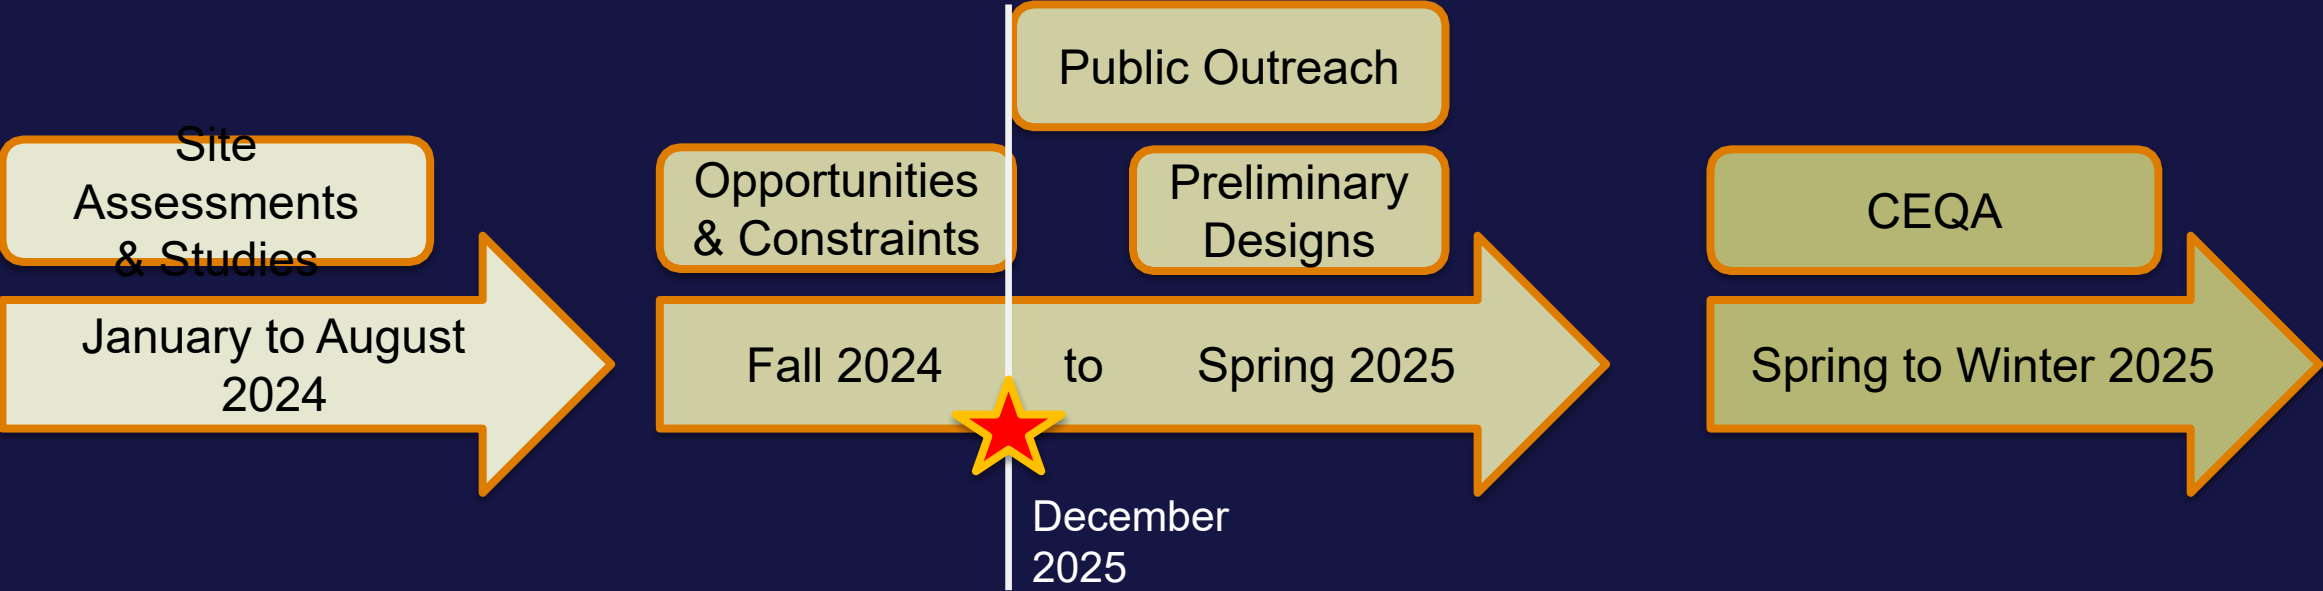 Public Outreach
Site
Assessments
& Studies
Opportunities
& Constraints
Preliminary
Designs
CEQA
January to August
2024
Fall 2024 to Spring 2025
Spring to Winter 2025
December
2025